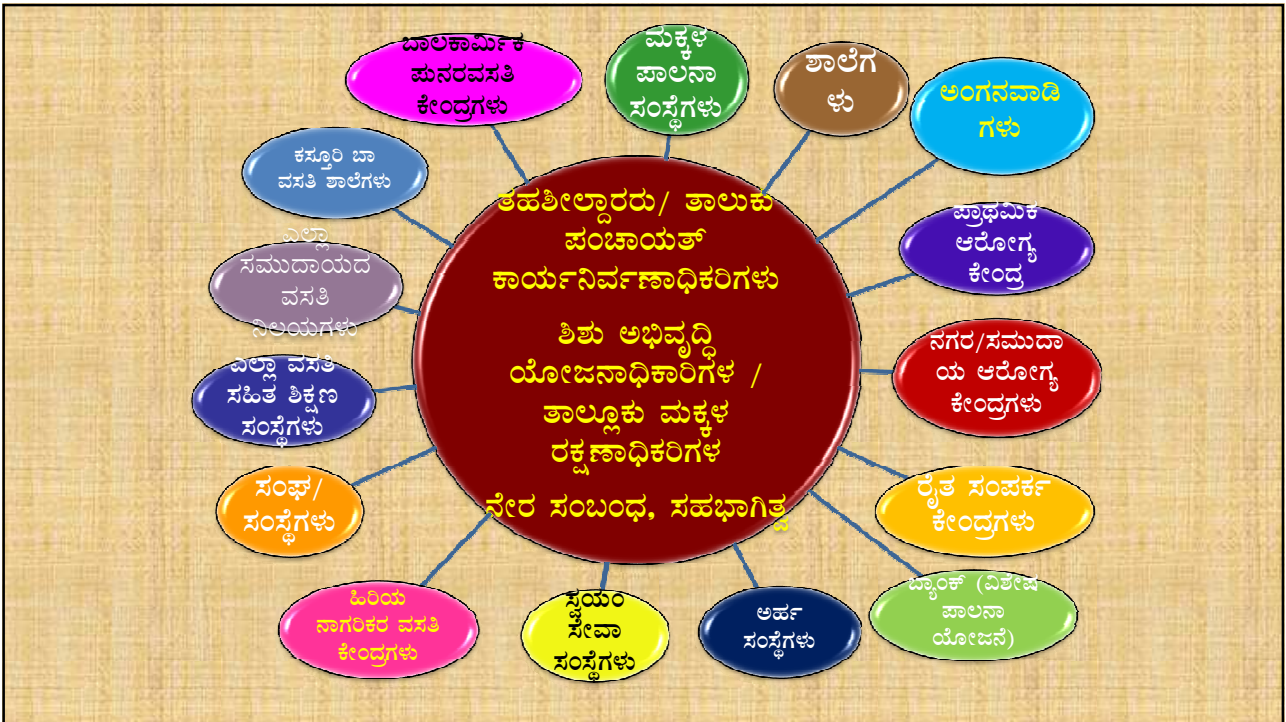 ಬಾಲಕಾರ್ಮಿಕ
ಪುನರವಸತಿ
ಕೇಂದ್ರಗಳು
ಮಕ್ಕಳ
ಪಾಲನಾ
ಸಂಸ್ಥೆಗಳು
ಶಾಲೆಗ
ಳು
ಅಂಗನವಾಡಿ
ಗಳು
ಕಸ್ತೂರಿ ಬಾ
ವಸತಿ ಶಾಲೆಗಳು
ಪ್ರಾಥಮಿಕ
ಆರೋಗ್ಯ
ಕೇಂದ್ರ
ಎಲ್ಲಾ
ಸಮುದಾಯದ
ವಸತಿ
ನಿಲಯಗಳು
ನಗರ/ಸಮುದಾ
ಯ ಆರೋಗ್ಯ
ಕೇಂದ್ರಗಳು
ಎಲ್ಲಾ ವಸತಿ
ಸಹಿತ ಶಿಕ್ಷಣ
ಸಂಸ್ಥೆಗಳು
ತಹಶೀಲ್ದಾರರು/ ತಾಲುಕು
ಪಂಚಾಯತ್
ಕಾರ್ಯನಿರ್ವಣಾಧಿಕರಿಗಳು
ಶಿಶು ಅಭಿವೃದ್ಧಿ
ಯೋಜನಾಧಿಕಾರಿಗಳ /
ತಾಲ್ಲೂಕು ಮಕ್ಕಳ
ರಕ್ಷಣಾಧಿಕರಿಗಳ
ನೇರ ಸಂಬಂಧ, ಸಹಭಾಗಿತ್ವ
ಸಂಘ/
ಸಂಸ್ಥೆಗಳು
ರೈತ ಸಂಪರ್ಕ
ಕೇಂದ್ರಗಳು
ಹಿರಿಯ
ನಾಗರಿಕರ ವಸತಿ
ಕೇಂದ್ರಗಳು
ಸ್ವಯಂ
ಸೇವಾ
ಸಂಸ್ಥೆಗಳು
ಅರ್ಹ
ಸಂಸ್ಥೆಗಳು
ಬ್ಯಾಂಕ್ (ವಿಶೇಷ
ಪಾಲನಾ
ಯೋಜನೆ)